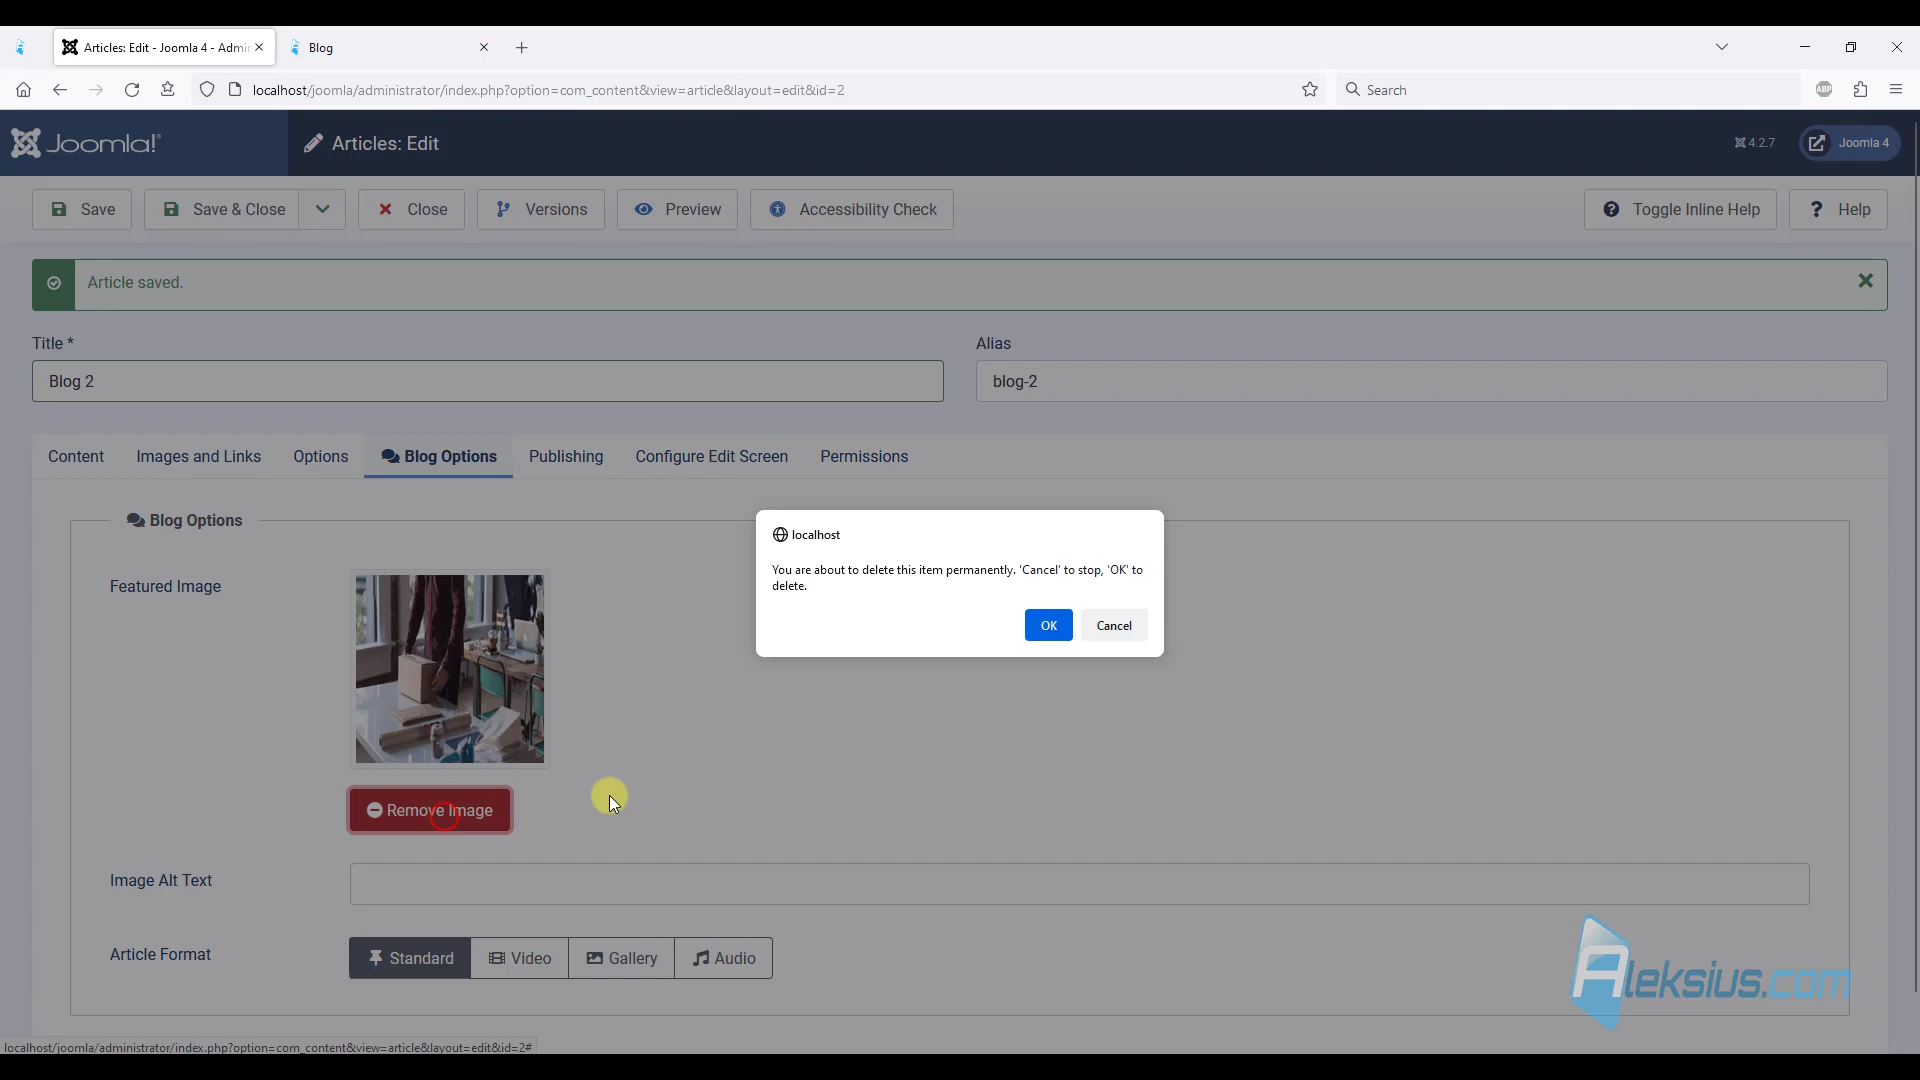 Articles: Edit - Joomla 4 - Admi
Blog
localhost/joomla/administrator/index.php?option=com_content&view=article&layout=edit&id=2
Search
ABP
Joomla!®
Articles: Edit
4.2.7
Joomla 4
Save
Save & Close
Close
Versions
Preview
Accessibility Check
Toggle Inline Help
Help
Article saved.
Title *
Alias
Blog 2
blog-2
Content
Images and Links
Options
Blog Options
Publishing
Configure Edit Screen
Permissions
Blog Options
localhost
You are about to delete this item permanently. 'Cancel' to stop, 'OK' to
delete.
OK
Cancel
Featured Image
Remove Image
Image Alt Text
Article Format
Standard
Video
Gallery
Audio
Aleksius.com
localhost/joomla/administrator/index.php?option=com_content&view=article&layout=edit&id=2#